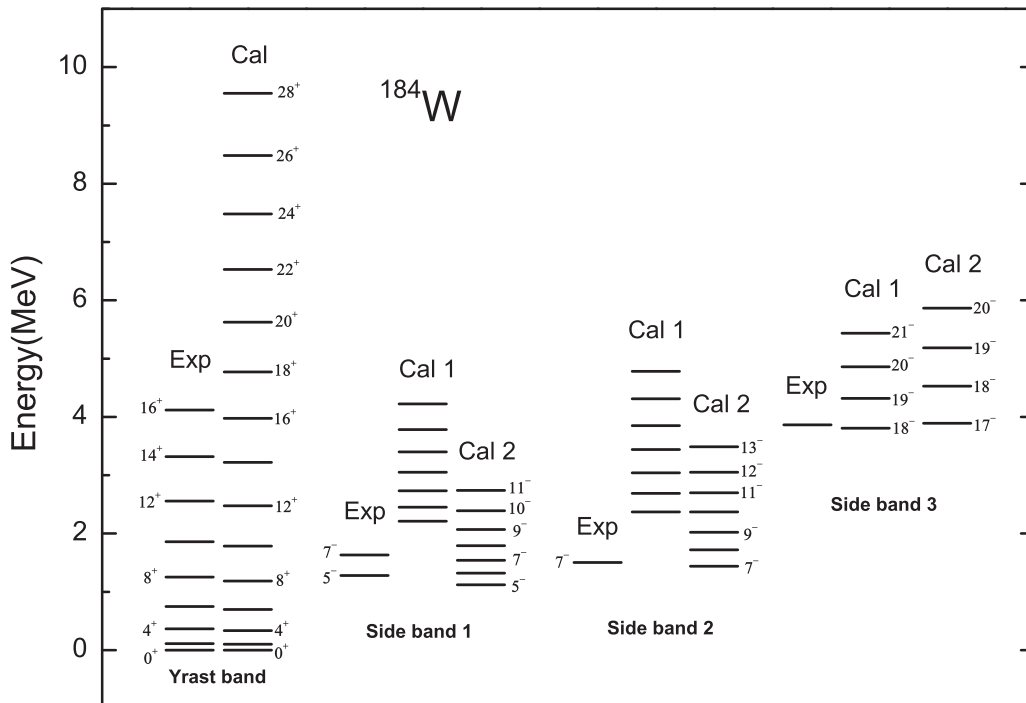 Energy(MeV)
10
8
6
4
2
0
¹⁸⁴W
Exp
16⁺
14⁺
12⁺
8⁺
4⁺
0⁺
Cal
28⁺
26⁺
24⁺
22⁺
20⁺
18⁺
16⁺
12⁺
8⁺
4⁺
0⁺
Yrast band
Exp
7⁻
5⁻
Cal 1
Cal 2
11⁻
10⁻
9⁻
7⁻
5⁻
Side band 1
Exp
7⁻
Cal 1
Cal 2
13⁻
12⁻
11⁻
9⁻
7⁻
Side band 2
Exp
Cal 1
21⁻
20⁻
19⁻
18⁻
Cal 2
20⁻
19⁻
18⁻
17⁻
Side band 3